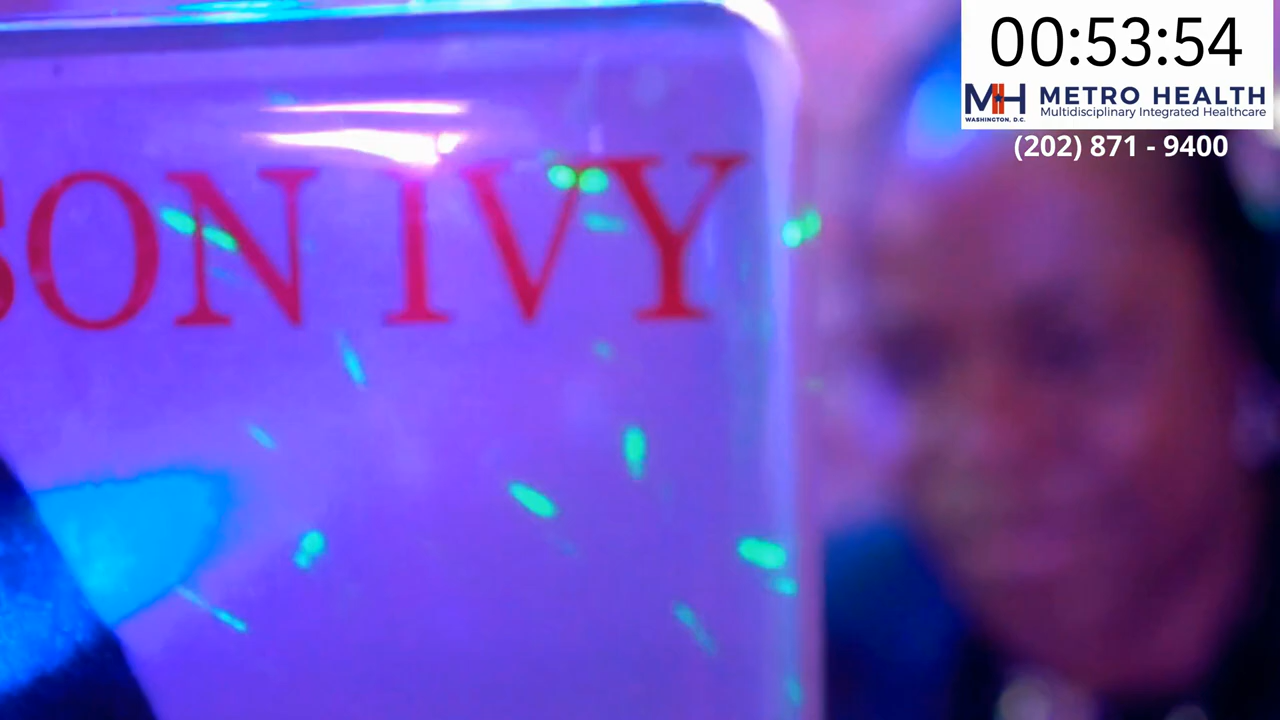 SON IVY
00:53:54
MH METRO HEALTH
WASHINGTON, D.C. Multidisciplinary Integrated Healthcare
(202) 871 - 9400